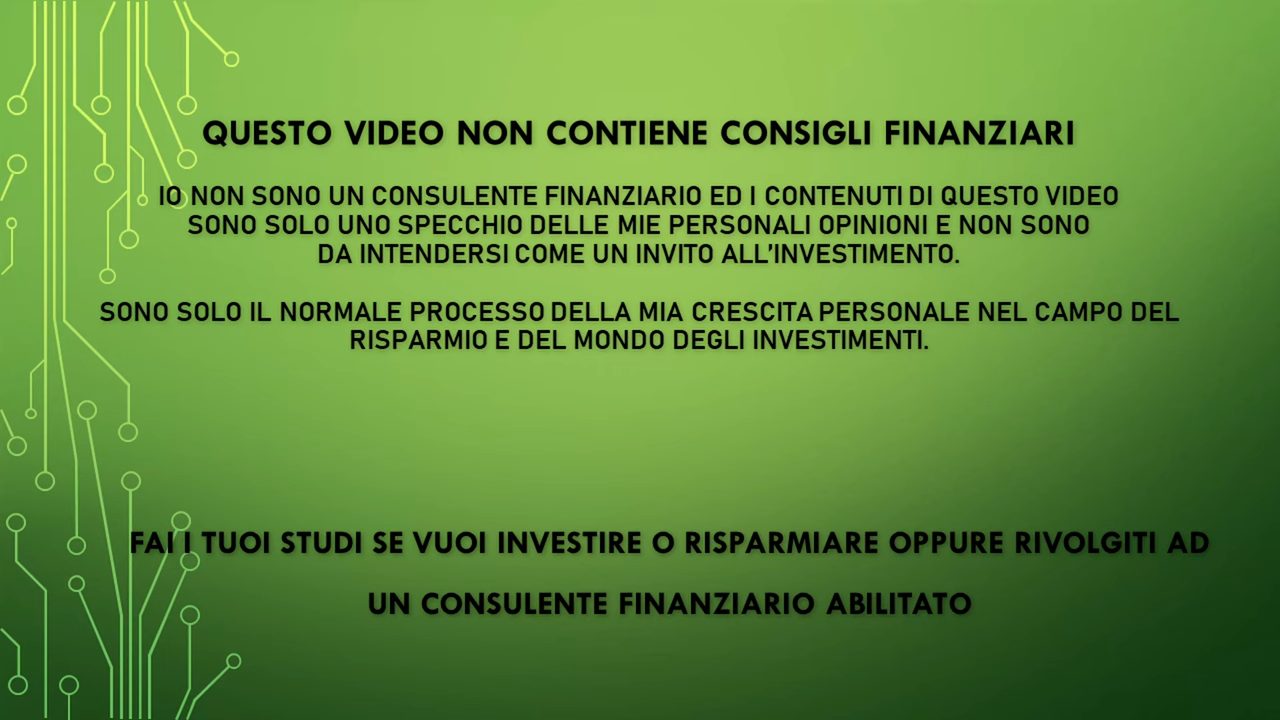 QUESTO VIDEO NON CONTIENE CONSIGLI FINANZIARI
IO NON SONO UN CONSULENTE FINANZIARIO ED I CONTENUTI DI QUESTO VIDEO
SONO SOLO UNO SPECCHIO DELLE MIE PERSONALI OPINIONI E NON SONO
DA INTENDERSI COME UN INVITO ALL'INVESTIMENTO.
SONO SOLO IL NORMALE PROCESSO DELLA MIA CRESCITA PERSONALE NEL CAMPO DEL
RISPARMIO E DEL MONDO DEGLI INVESTIMENTI.
FAI I TUOI STUDI SE VUOI INVESTIRE O RISPARMIARE OPPURE RIVOLGITI AD
UN CONSULENTE FINANZIARIO ABILITATO